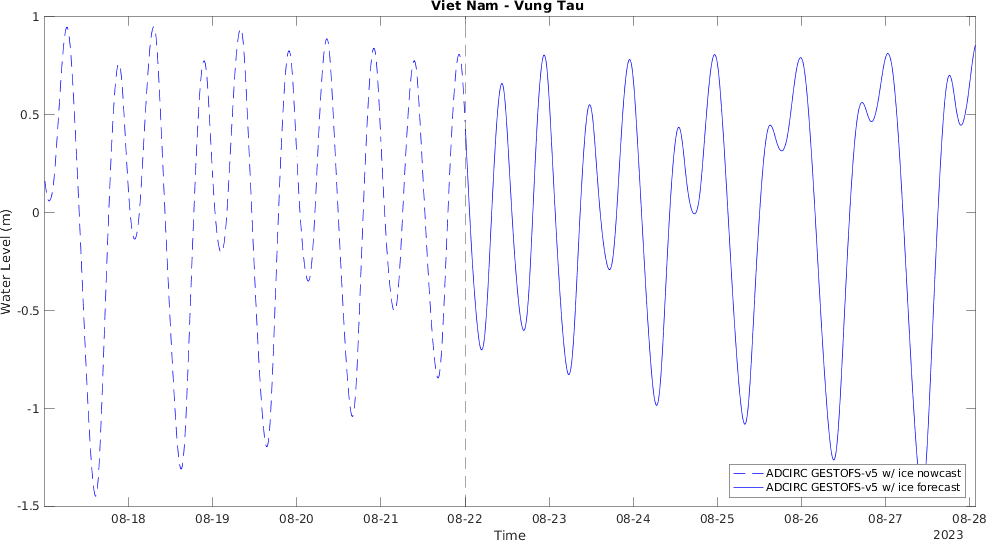 Viet Nam - Vung Tau
1
0.5
0
-0.5
-1
-1.5
Water Level (m)
ADCIRC GESTOFS-v5 w/ ice nowcast
ADCIRC GESTOFS-v5 w/ ice forecast
08-18 08-19 08-20 08-21 08-22 08-23 08-24 08-25 08-26 08-27 08-28
Time
2023